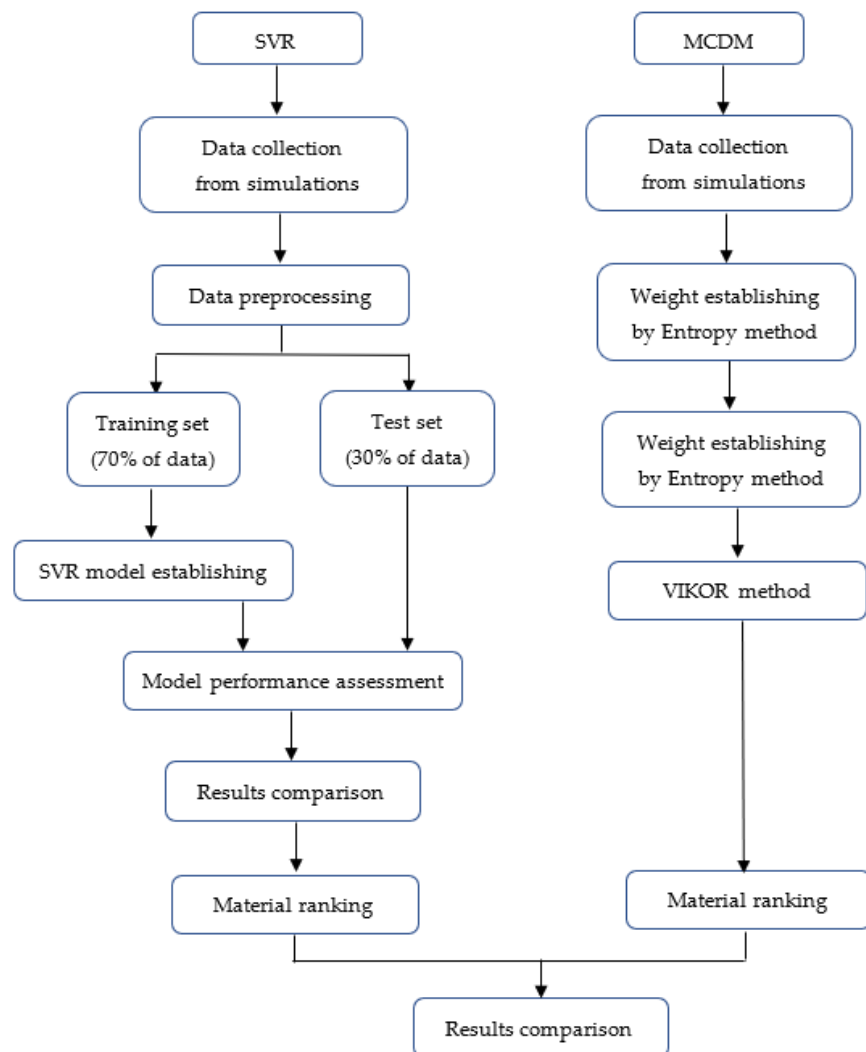 SVR
MCDM
Data collection
from simulations
Data collection
from simulations
Data preprocessing
Weight establishing
by Entropy method
Training set
(70% of data)
Test set
(30% of data)
Weight establishing
by Entropy method
SVR model establishing
VIKOR method
Model performance assessment
Results comparison
Material ranking
Material ranking
Results comparison